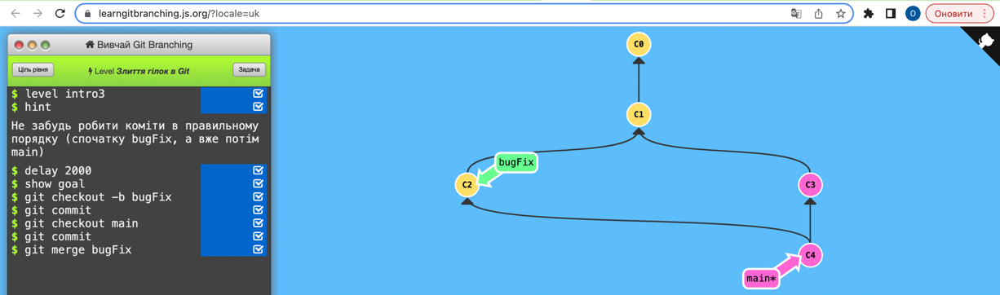 learngitbranching.js.org/?locale=uk
O
Оновити
Вивчай Git Branching
Ціль рівня
Level Злиття гілок в Git
Задача
$ level intro3
$ hint
Не забудь робити коміти в правильному
порядку (спочатку bugFix, а вже потім
main)
$ delay 2000
$ show goal
$ git checkout -b bugFix
$ git commit
$ git checkout main
$ git commit
$ git merge bugFix
C0
C1
bugFix
C2
C3
C4
main*